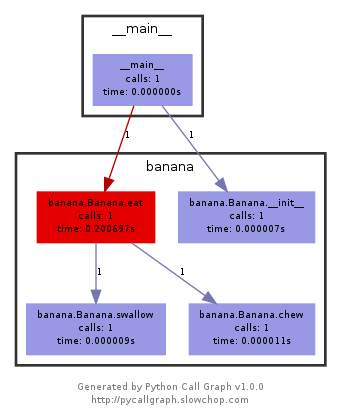 __main__
__main__
calls: 1
time: 0.000000s
1
1
banana
banana.Banana.eat
calls: 1
time: 0.200697s
banana.Banana.__init__
calls: 1
time: 0.000007s
1
1
banana.Banana.swallow
calls: 1
time: 0.000009s
banana.Banana.chew
calls: 1
time: 0.000011s
Generated by Python Call Graph v1.0.0
http://pycallgraph.slowchop.com